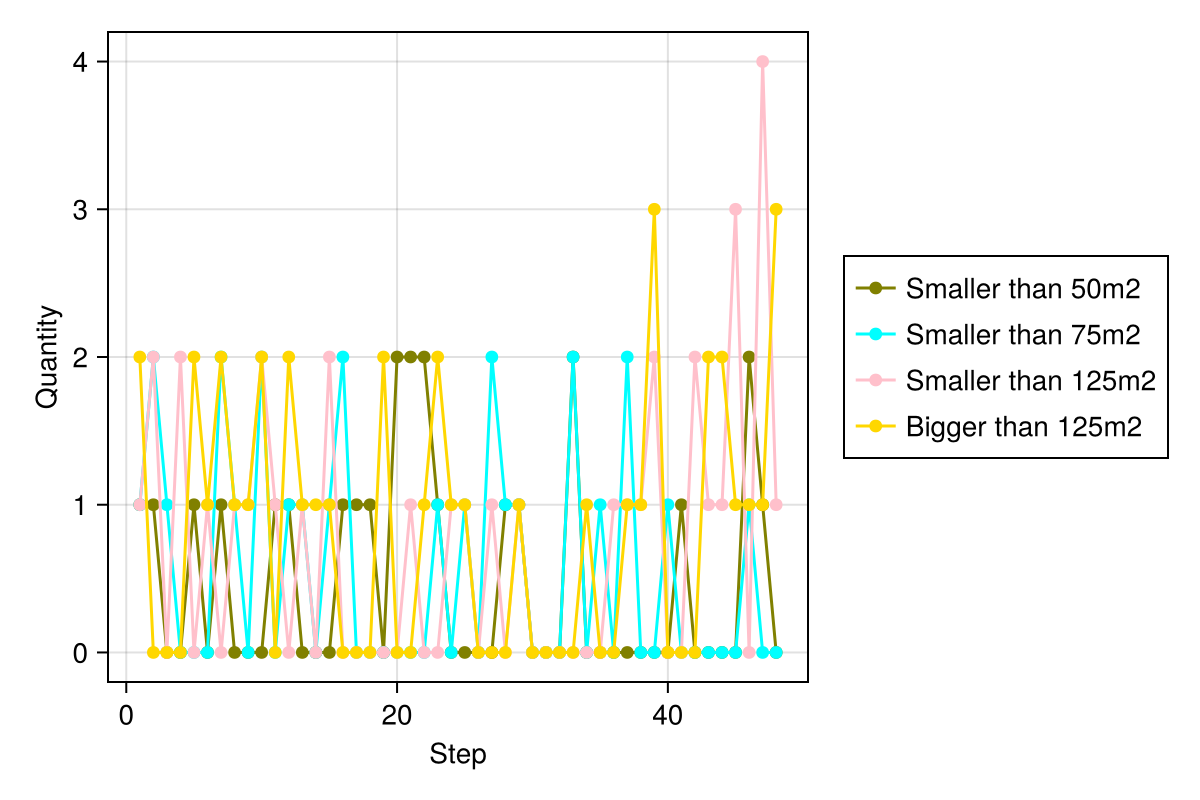 4
3
2
1
0
Quantity
0 20 40
Step
Smaller than 50m2
Smaller than 75m2
Smaller than 125m2
Bigger than 125m2